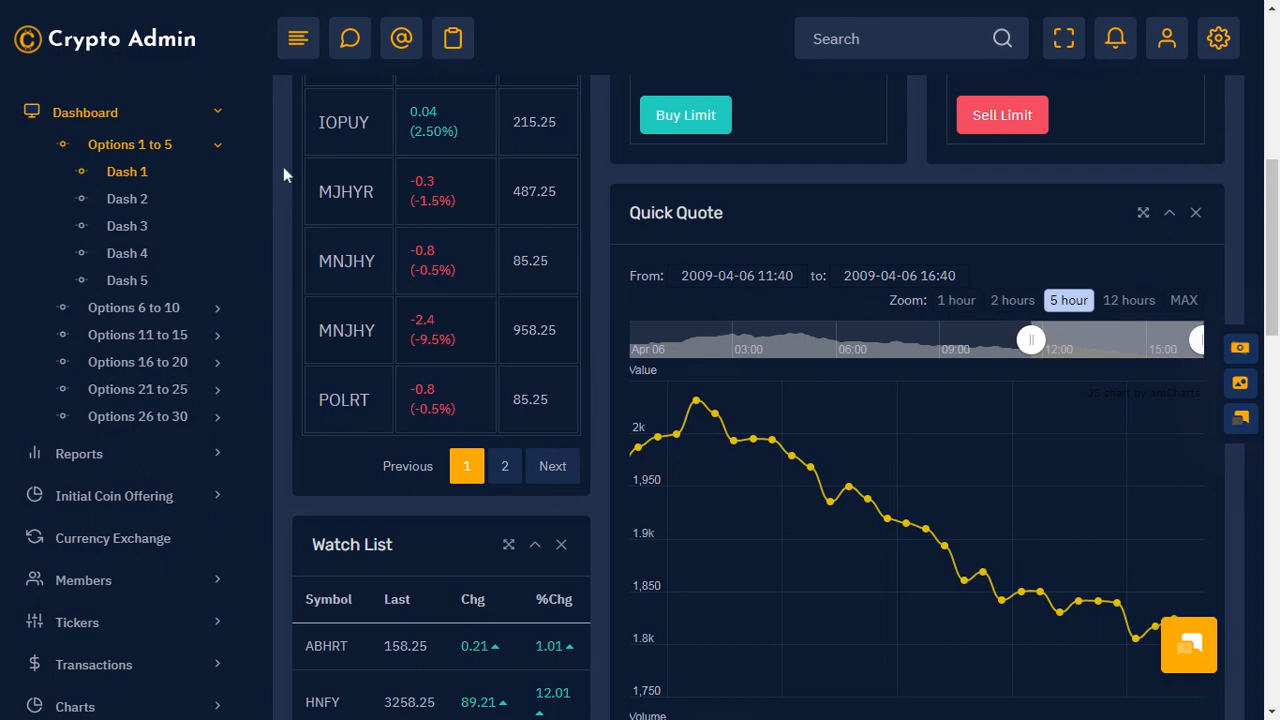 Crypto Admin
Search
Dashboard
Options 1 to 5
Dash 1
Dash 2
Dash 3
Dash 4
Dash 5
Options 6 to 10
Options 11 to 15
Options 16 to 20
Options 21 to 25
Options 26 to 30
Reports
Initial Coin Offering
Currency Exchange
Members
Tickers
Transactions
Charts
IOPUY 0.04 (2.50%) 215.25
MJHYR -0.3 (-1.5%) 487.25
MNJHY -0.8 (-0.5%) 85.25
MNJHY -2.4 (-9.5%) 958.25
POLRT -0.8 (-0.5%) 85.25
Previous 1 2 Next
Watch List
Symbol Last Chg %Chg
ABHRT 158.25 0.21 1.01
HNFY 3258.25 89.21 12.01
Buy Limit
Sell Limit
Quick Quote
From: 2009-04-06 11:40 to: 2009-04-06 16:40
Zoom: 1 hour 2 hours 5 hour 12 hours MAX
Apr 06 03:00 06:00 09:00 12:00 15:00
Value
JS chart by amCharts
2k
1,950
1.9k
1,850
1.8k
1,750
Volume